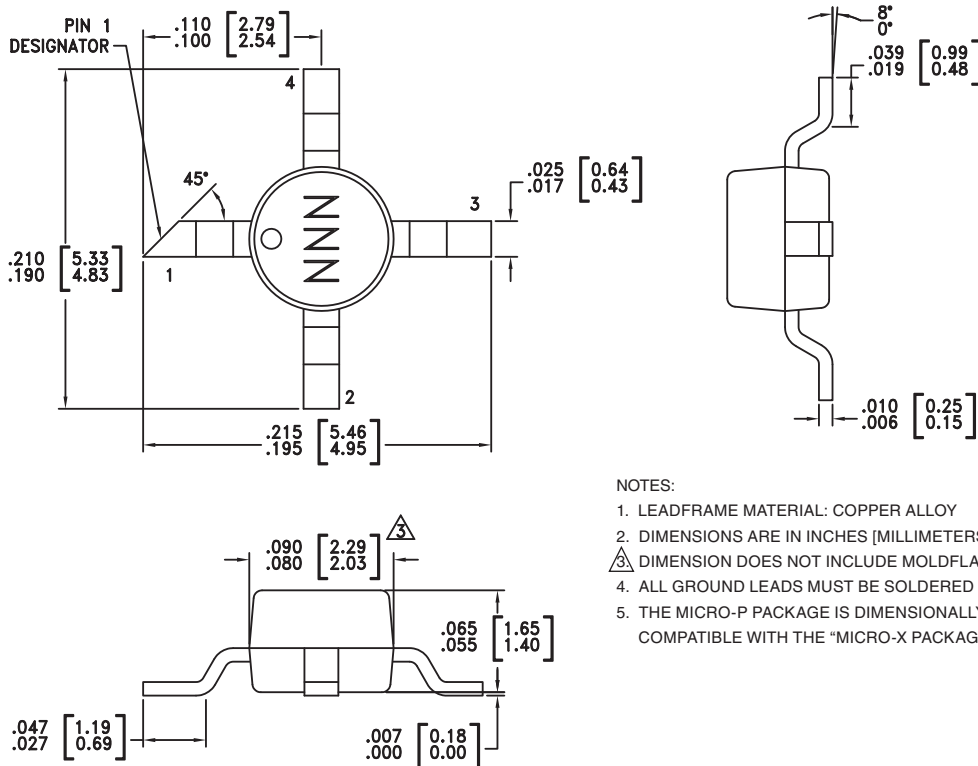 PIN 1
DESIGNATOR
.110 [2.79]
.100 [2.54]
4
45°
NNN
3
1
2
.025 [0.64]
.017 [0.43]
.210 [5.33]
.190 [4.83]
.215 [5.46]
.195 [4.95]
8°
0°
.039 [0.99]
.019 [0.48]
.010 [0.25]
.006 [0.15]
.090 [2.29]
.080 [2.03]
3
.065 [1.65]
.055 [1.40]
.047 [1.19]
.027 [0.69]
.007 [0.18]
.000 [0.00]
NOTES:
1. LEADFRAME MATERIAL: COPPER ALLOY
2. DIMENSIONS ARE IN INCHES [MILLIMETERS
3. DIMENSION DOES NOT INCLUDE MOLDFLA
4. ALL GROUND LEADS MUST BE SOLDERED
5. THE MICRO-P PACKAGE IS DIMENSIONALLY
COMPATIBLE WITH THE “MICRO-X PACKAG